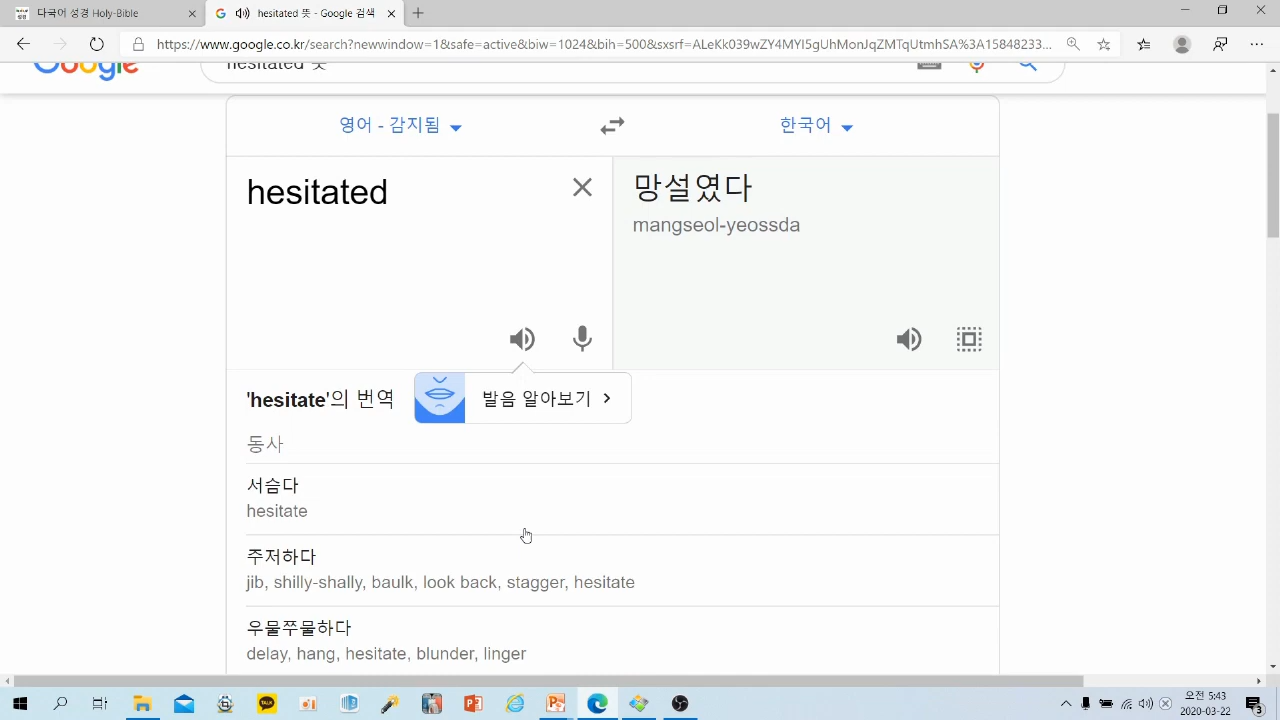 다국어 성경 Holy-Bible
hesitated 뜻 - Google 검색
https://www.google.co.kr/search?newwindow=1&safe=active&biw=1024&bih=500&sxsrf=ALeKk039wZY4MYI5gUhMonJqZMTqUtmhSA%3A15848233...
Google
hesitated 뜻
영어 - 감지됨
한국어
hesitated
망설였다
mangseol-yeossda
'hesitate'의 번역
발음 알아보기
동사
서슴다
hesitate
주저하다
jib, shilly-shally, baulk, look back, stagger, hesitate
우물쭈물하다
delay, hang, hesitate, blunder, linger
오전 5:43
2020-03-22
3